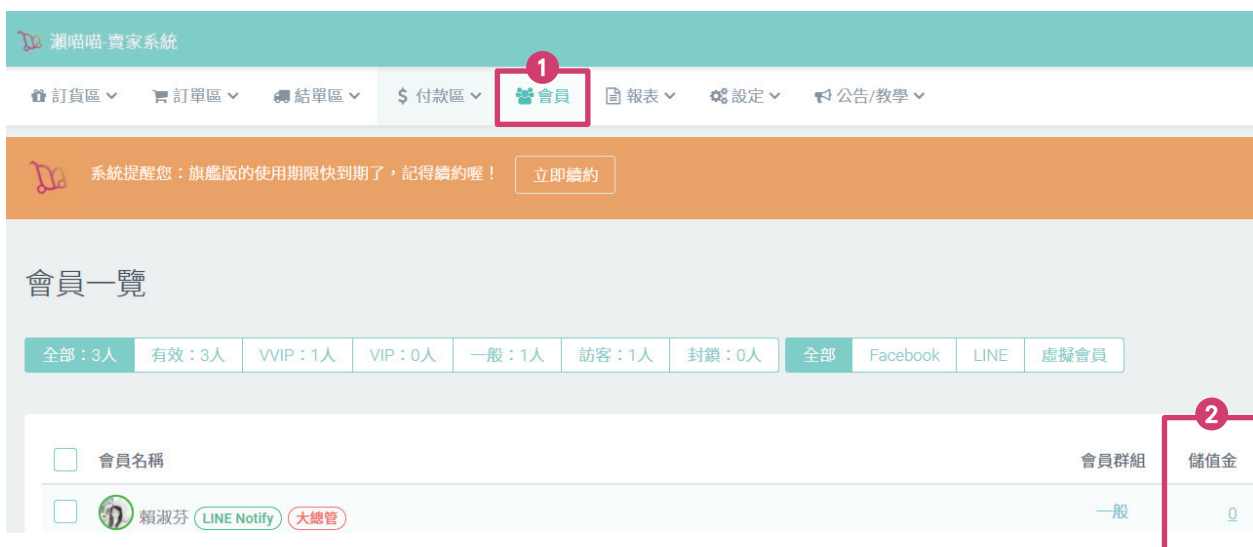 瀨喵喵-賣家系統
1
訂貨區 訂單區 結單區 $ 付款區 會員 報表 設定 公告/教學
系統提醒您：旗艦版的使用期限快到期了，記得續約喔！ 立即續約
會員一覽
全部：3人 有效：3人 VVIP：1人 VIP：0人 一般：1人 訪客：1人 封鎖：0人 全部 Facebook LINE 虛擬會員
2
會員名稱 會員群組 儲值金
賴淑芬 LINE Notify 大總管 一般 0